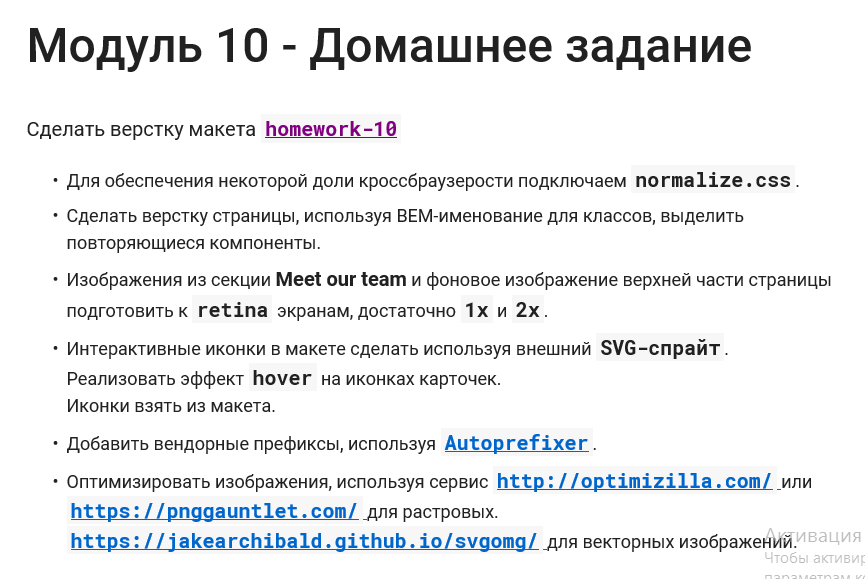 Модуль 10 - Домашнее задание
Сделать верстку макета homework-10
• Для обеспечения некоторой доли кроссбраузерости подключаем normalize.css.
• Сделать верстку страницы, используя BEM-именование для классов, выделить
повторяющиеся компоненты.
• Изображения из секции Meet our team и фоновое изображение верхней части страницы
подготовить к retina экранам, достаточно 1x и 2x.
• Интерактивные иконки в макете сделать используя внешний SVG-спрайт.
Реализовать эффект hover на иконках карточек.
Иконки взять из макета.
• Добавить вендорные префиксы, используя Autoprefixer.
• Оптимизировать изображения, используя сервис http://optimizilla.com/ или
https://pnggauntlet.com/ для растровых.
https://jakearchibald.github.io/svgomg/ для векторных изображений.
Активация
Чтобы активир
параметрам к